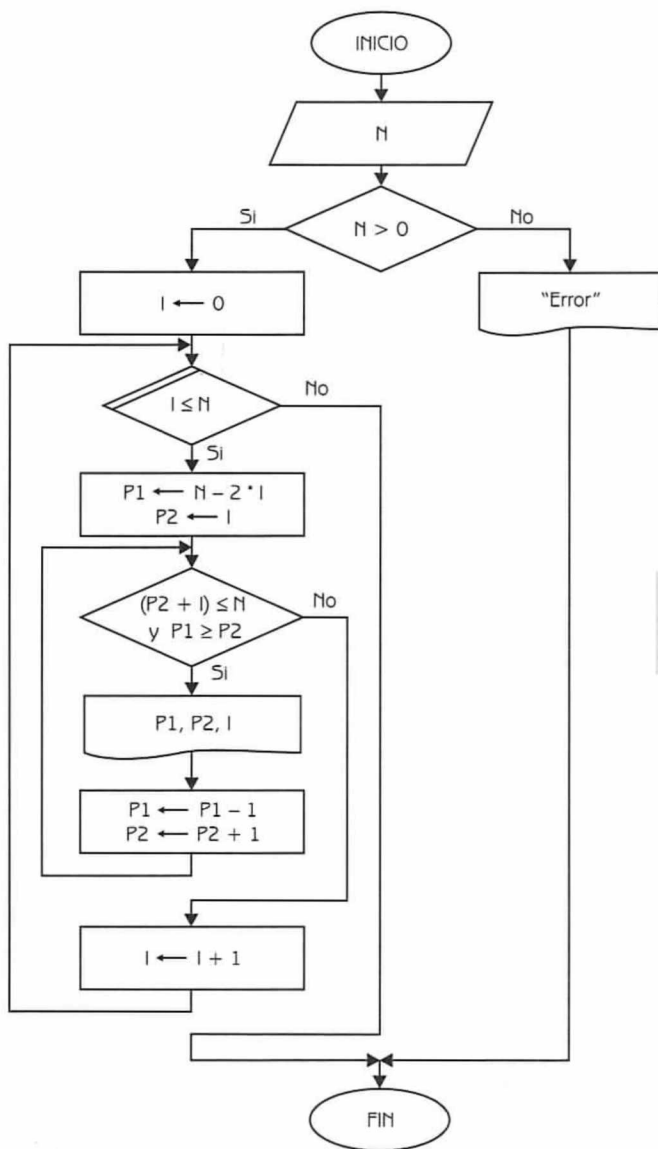 INICIO
N
Si
N > 0
No
I ← 0
"Error"
I ≤ N
No
Si
P1 ← N – 2 * I
P2 ← I
(P2 + I) ≤ N
y P1 ≥ P2
No
Si
P1, P2, I
P1 ← P1 – 1
P2 ← P2 + 1
I ← I + 1
FIN